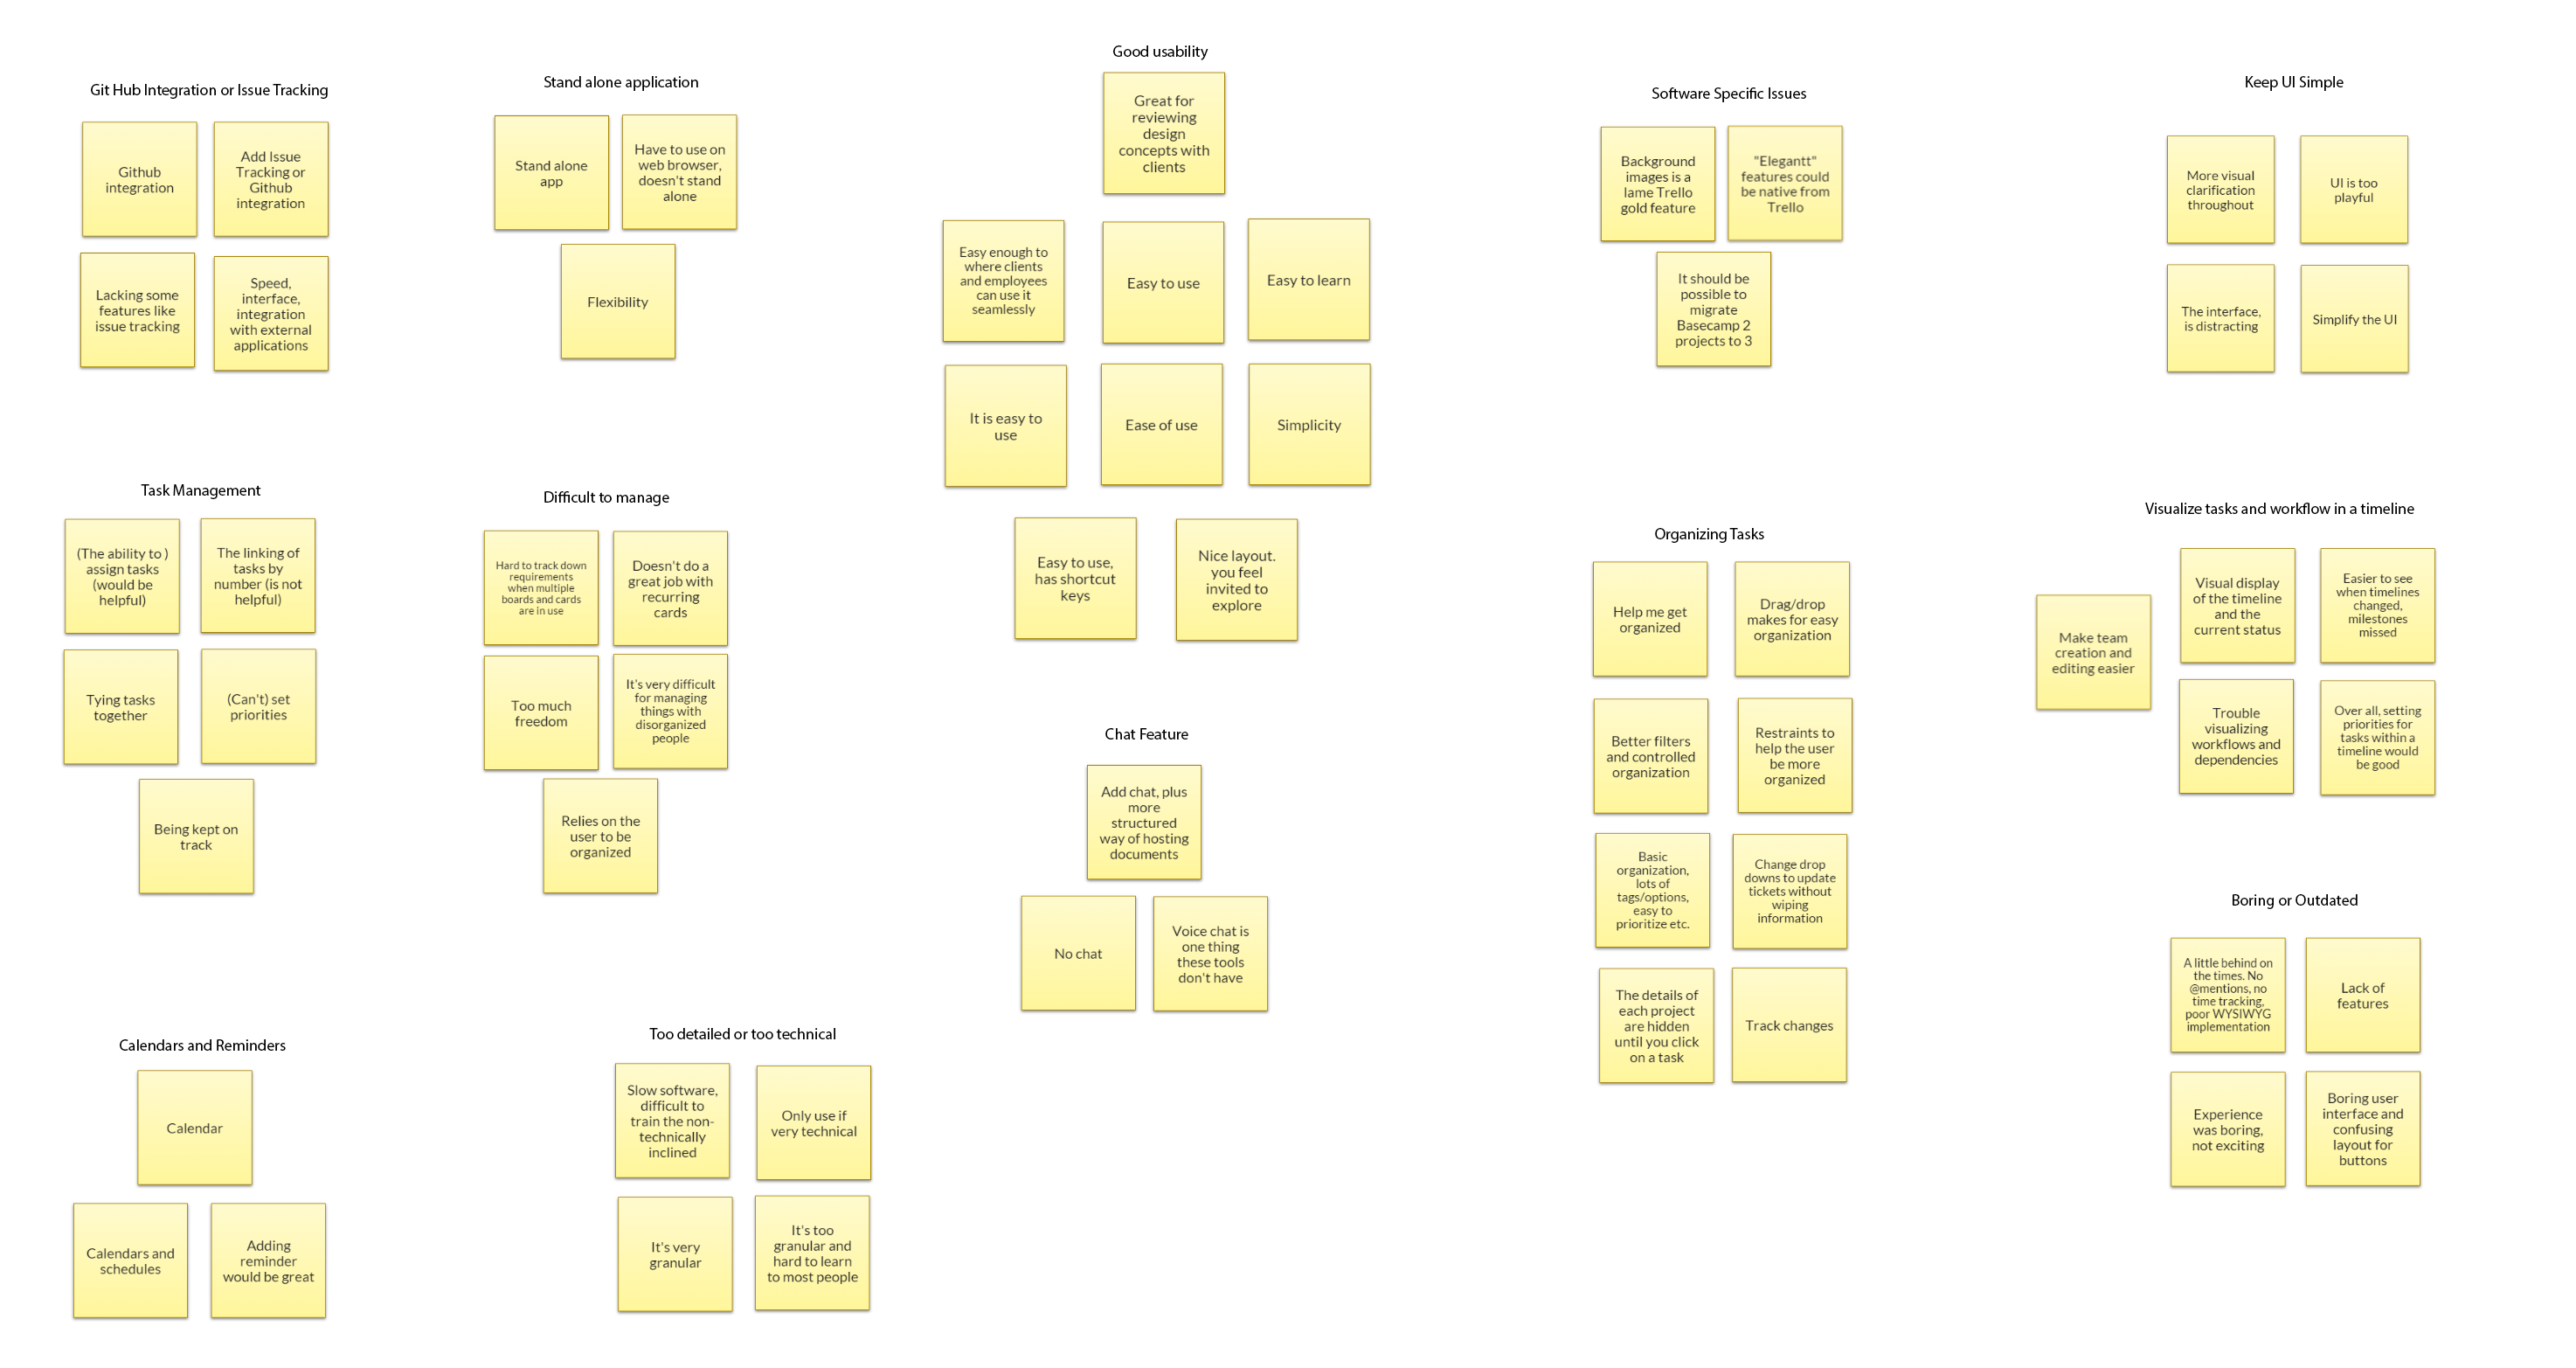 Git Hub Integration or Issue Tracking
Github
integration
Add Issue
Tracking or
Github
integration
Lacking some
features like
issue tracking
Speed,
interface,
integration
with external
applications
Stand alone application
Stand alone
app
Have to use on
web browser,
doesn't stand
alone
Flexibility
Good usability
Great for
reviewing
design
concepts with
clients
Easy enough to
where clients
and employees
can use it
seamlessly
Easy to use
Easy to learn
It is easy to
use
Ease of use
Simplicity
Easy to use,
has shortcut
keys
Nice layout.
you feel
invited to
explore
Software Specific Issues
Background
images is a
lame Trello
gold feature
"Elegantt"
features could
be native from
Trello
It should be
possible to
migrate
Basecamp 2
projects to 3
Keep UI Simple
More visual
clarification
throughout
UI is too
playful
The interface,
is distracting
Simplify the UI
Task Management
(The ability to )
assign tasks
(would be
helpful)
The linking of
tasks by
number (is not
helpful)
Tying tasks
together
(Can't) set
priorities
Being kept on
track
Difficult to manage
Hard to track down
requirements
when multiple
boards and cards
are in use
Doesn't do a
great job with
recurring
cards
Too much
freedom
It's very difficult
for managing
things with
disorganized
people
Relies on the
user to be
organized
Chat Feature
Add chat, plus
more
structured
way of hosting
documents
No chat
Voice chat is
one thing
these tools
don't have
Organizing Tasks
Help me get
organized
Drag/drop
makes for easy
organization
Better filters
and controlled
organization
Restraints to
help the user
be more
organized
Basic
organization,
lots of
tags/options,
easy to
prioritize etc.
Change drop
downs to update
tickets without
wiping
information
The details of
each project
are hidden
until you click
on a task
Track changes
Visualize tasks and workflow in a timeline
Make team
creation and
editing easier
Visual display
of the timeline
and the
current status
Easier to see
when timelines
changed,
milestones
missed
Trouble
visualizing
workflows and
dependencies
Over all, setting
priorities for
tasks within a
timeline would
be good
Boring or Outdated
A little behind on
the times. No
@mentions, no
time tracking,
poor WYSIWYG
implementation
Lack of
features
Experience
was boring,
not exciting
Boring user
interface and
confusing
layout for
buttons
Calendars and Reminders
Calendar
Calendars and
schedules
Adding
reminder
would be great
Too detailed or too technical
Slow software,
difficult to
train the non-
technically
inclined
Only use if
very technical
It's very
granular
It's too
granular and
hard to learn
to most people